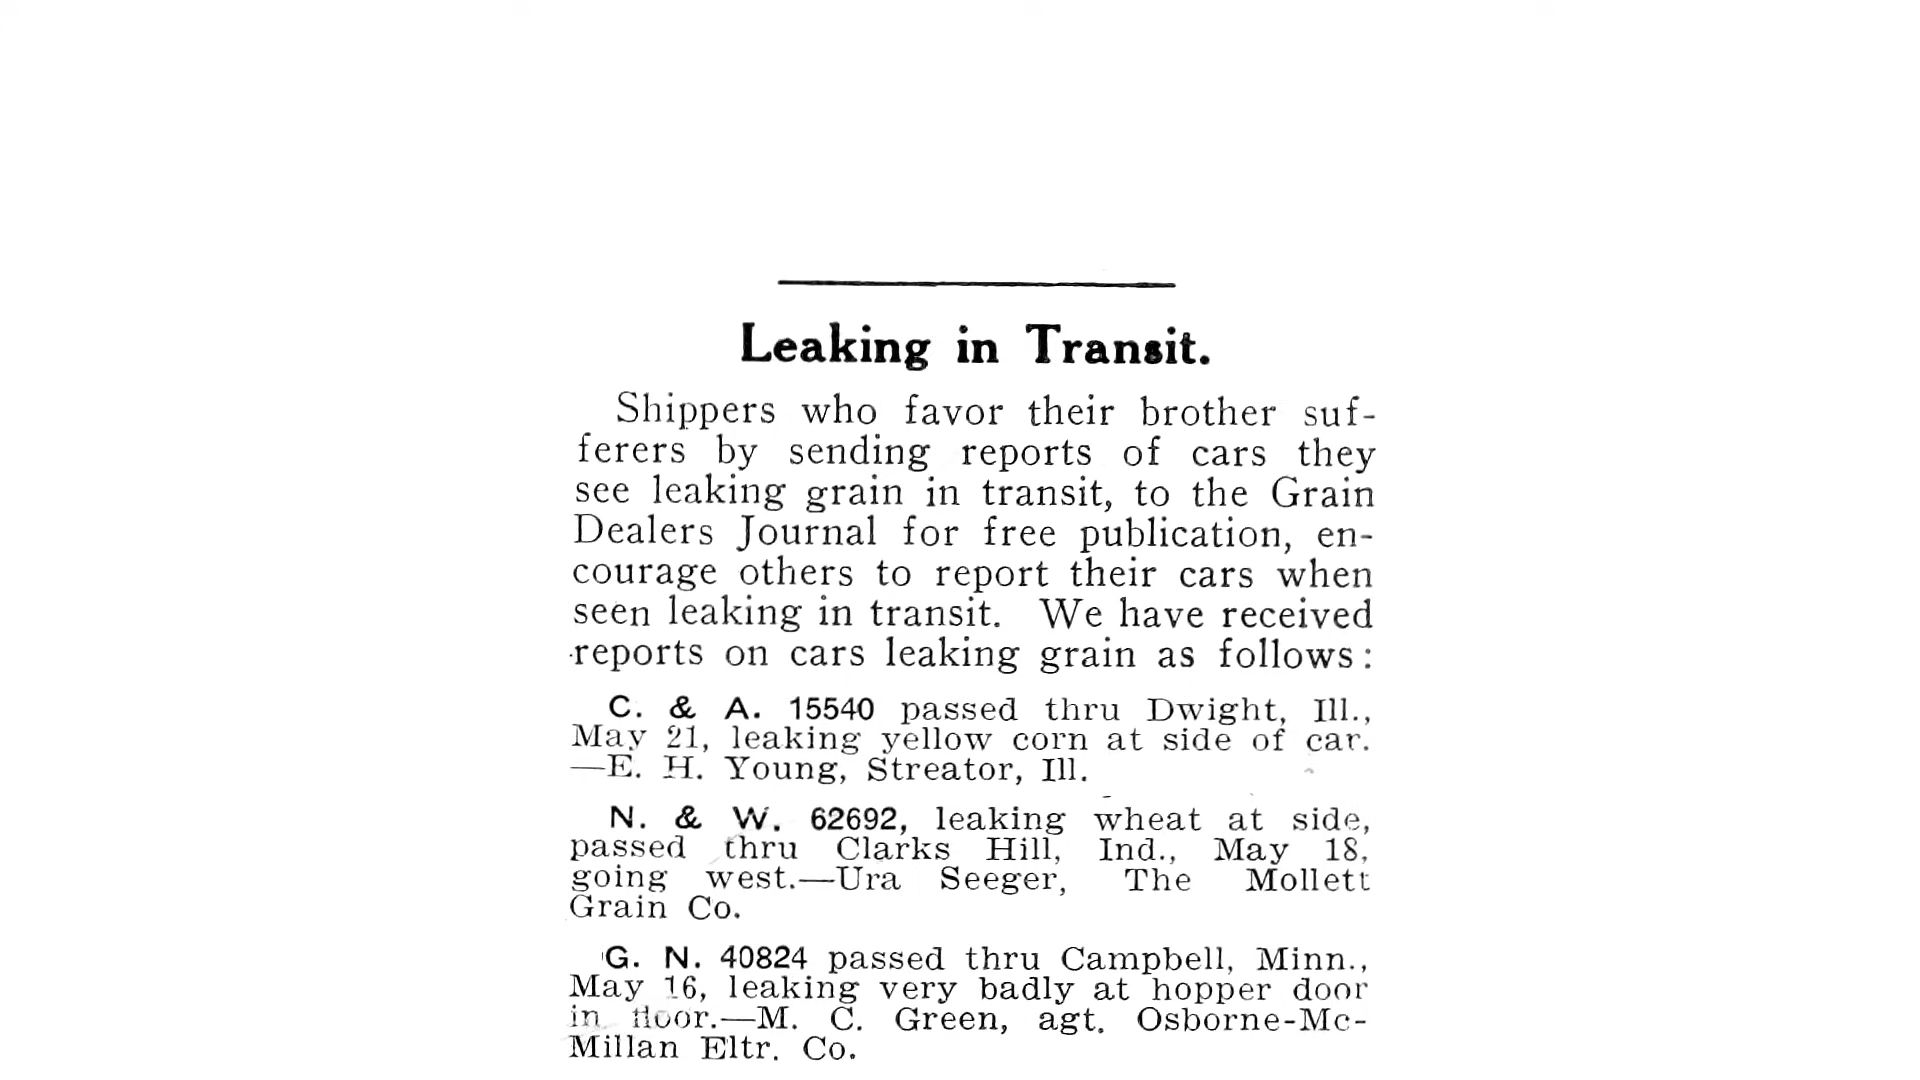 Leaking in Transit.
Shippers who favor their brother suf-
ferers by sending reports of cars they
see leaking grain in transit, to the Grain
Dealers Journal for free publication, en-
courage others to report their cars when
seen leaking in transit. We have received
reports on cars leaking grain as follows:
C. & A. 15540 passed thru Dwight, Ill.,
May 21, leaking yellow corn at side of car.
—E. H. Young, Streator, Ill.
N. & W. 62692, leaking wheat at side,
passed thru Clarks Hill, Ind., May 18,
going west.—Ura Seeger, The Mollett
Grain Co.
G. N. 40824 passed thru Campbell, Minn.,
May 16, leaking very badly at hopper door
in floor.—M. C. Green, agt. Osborne-Mc-
Millan Eltr. Co.